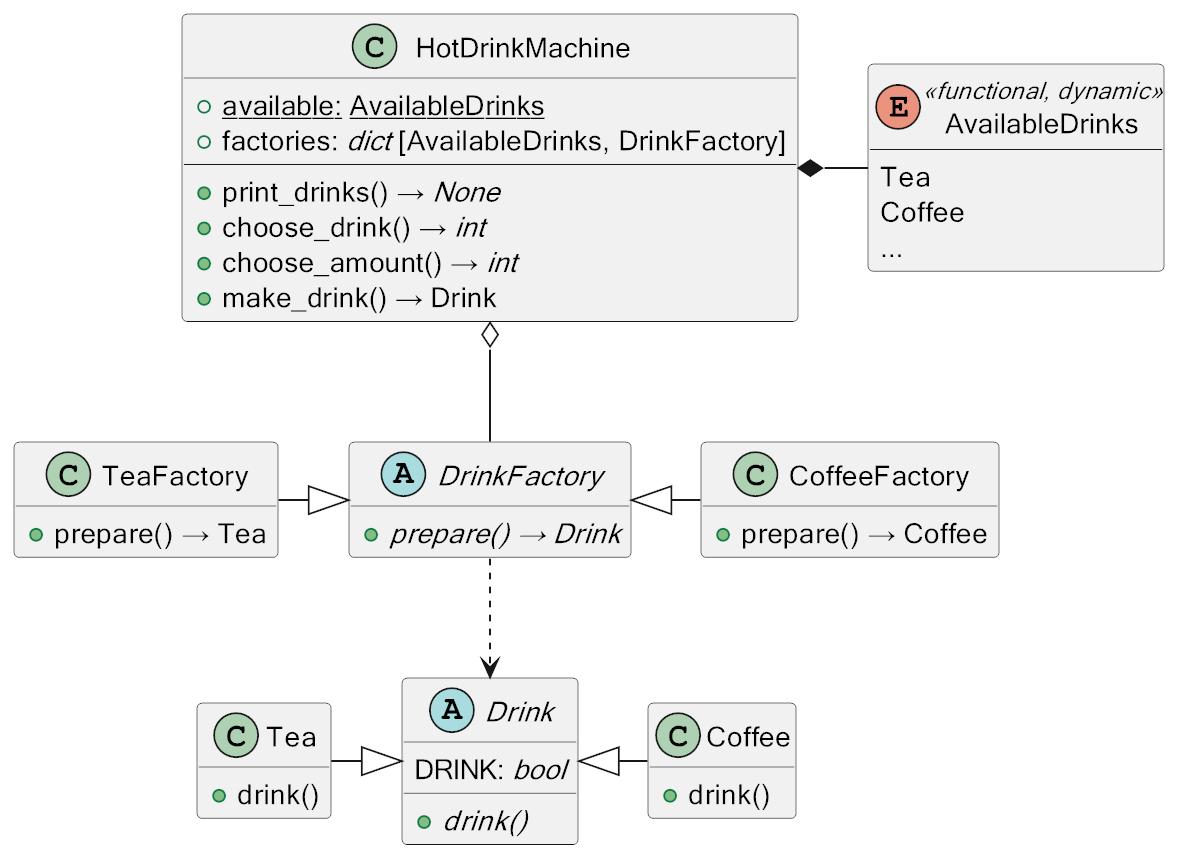 C HotDrinkMachine
available: AvailableDrinks
factories: dict [AvailableDrinks, DrinkFactory]
print_drinks() → None
choose_drink() → int
choose_amount() → int
make_drink() → Drink
E «functional, dynamic»
AvailableDrinks
Tea
Coffee
...
C TeaFactory
prepare() → Tea
A DrinkFactory
prepare() → Drink
C CoffeeFactory
prepare() → Coffee
C Tea
drink()
A Drink
DRINK: bool
drink()
C Coffee
drink()